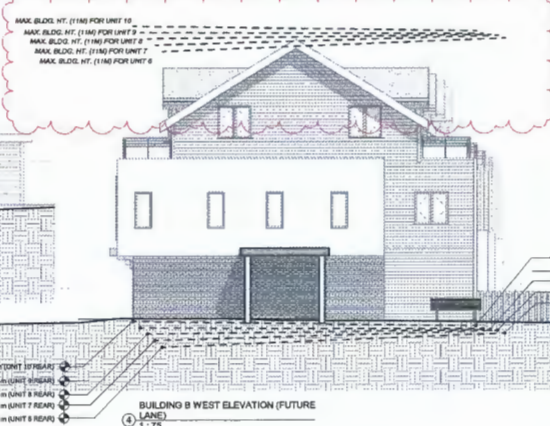 MAX. BLDG. HT. (11M) FOR UNIT 10
MAX. BLDG. HT. (11M) FOR UNIT 9
MAX. BLDG. HT. (11M) FOR UNIT 8
MAX. BLDG. HT. (11M) FOR UNIT 7
MAX. BLDG. HT. (11M) FOR UNIT 6
(UNIT 10 REAR)
m (UNIT 9 REAR)
m (UNIT 8 REAR)
m (UNIT 7 REAR)
m (UNIT 6 REAR)
BUILDING B WEST ELEVATION (FUTURE
LANE)
4
1 : 75